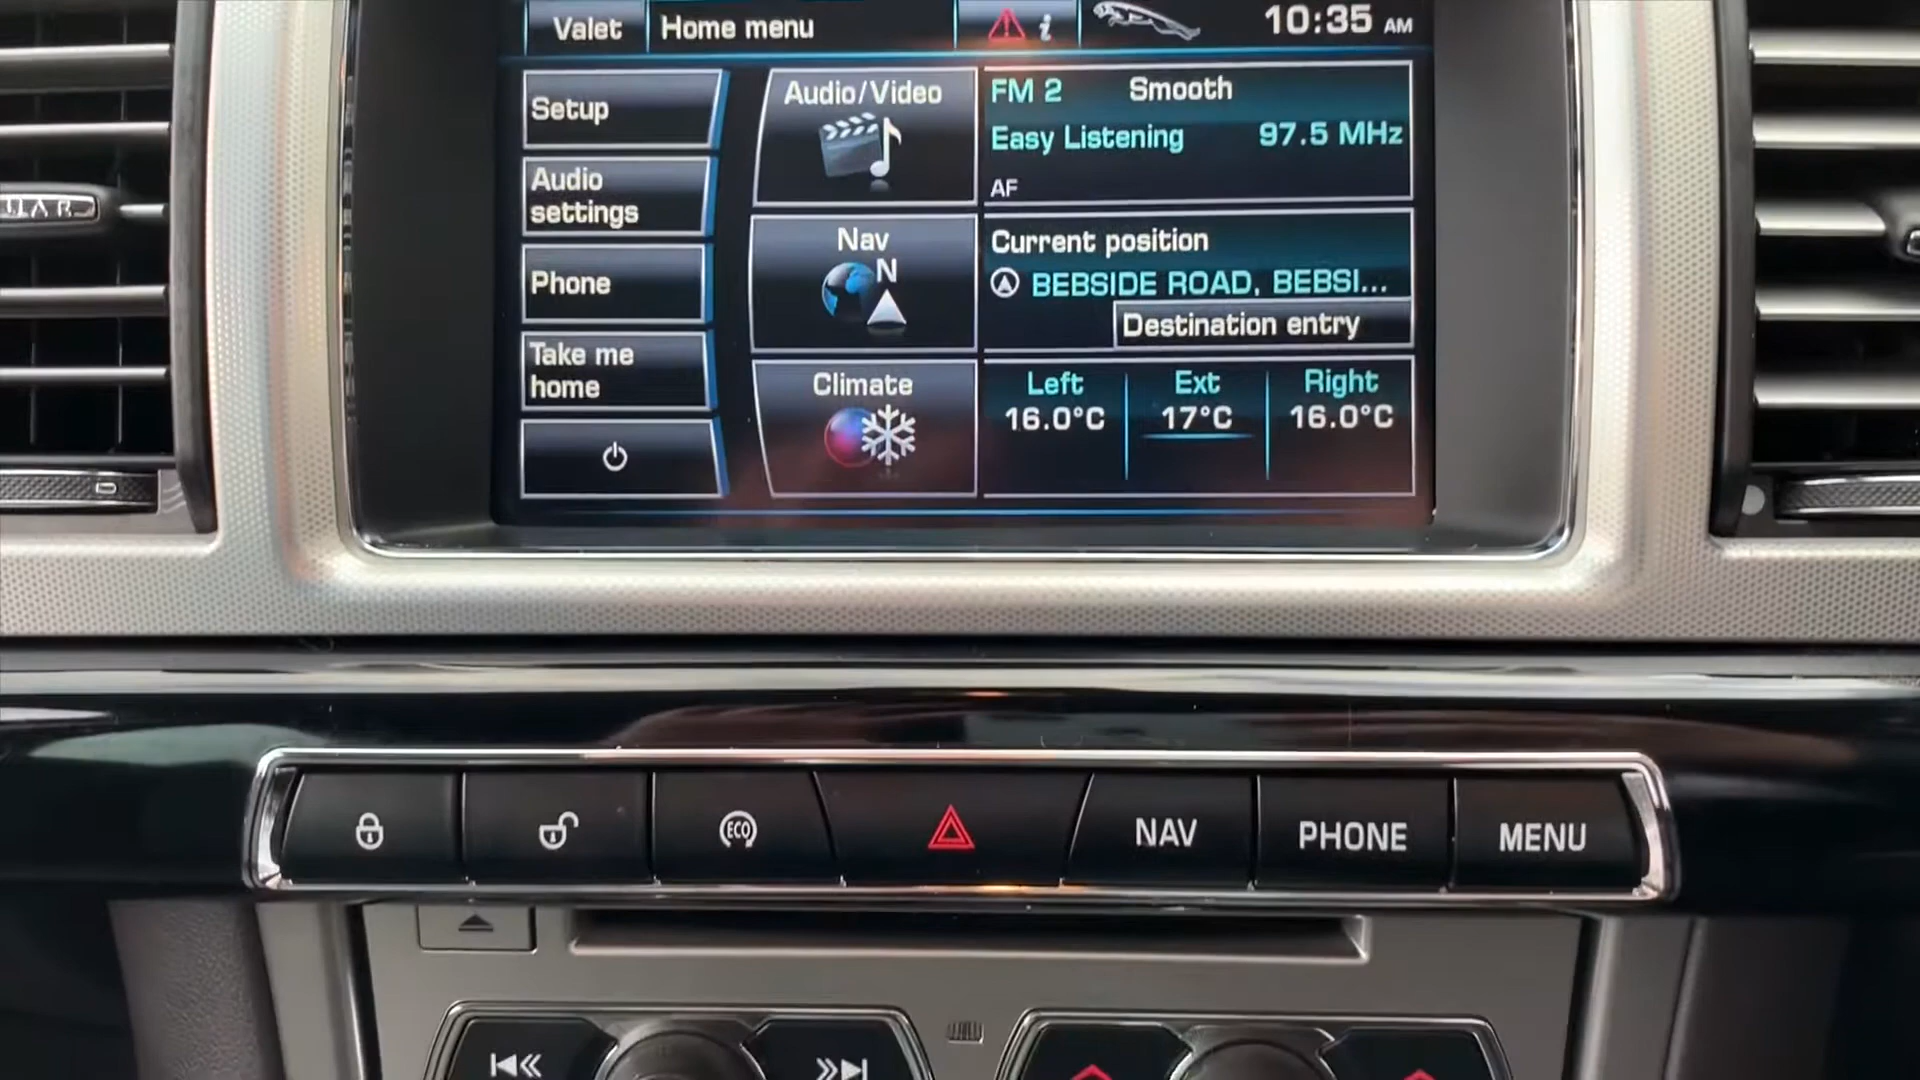 Valet
Home menu
i
10:35 AM
Setup
Audio/Video
FM 2 Smooth
Easy Listening 97.5 MHz
AF
Audio
settings
Nav
N
Current position
BEBSIDE ROAD, BEBSI...
Destination entry
Phone
Take me
home
Climate
Left Ext Right
16.0°C 17°C 16.0°C
ECO
NAV
PHONE
MENU